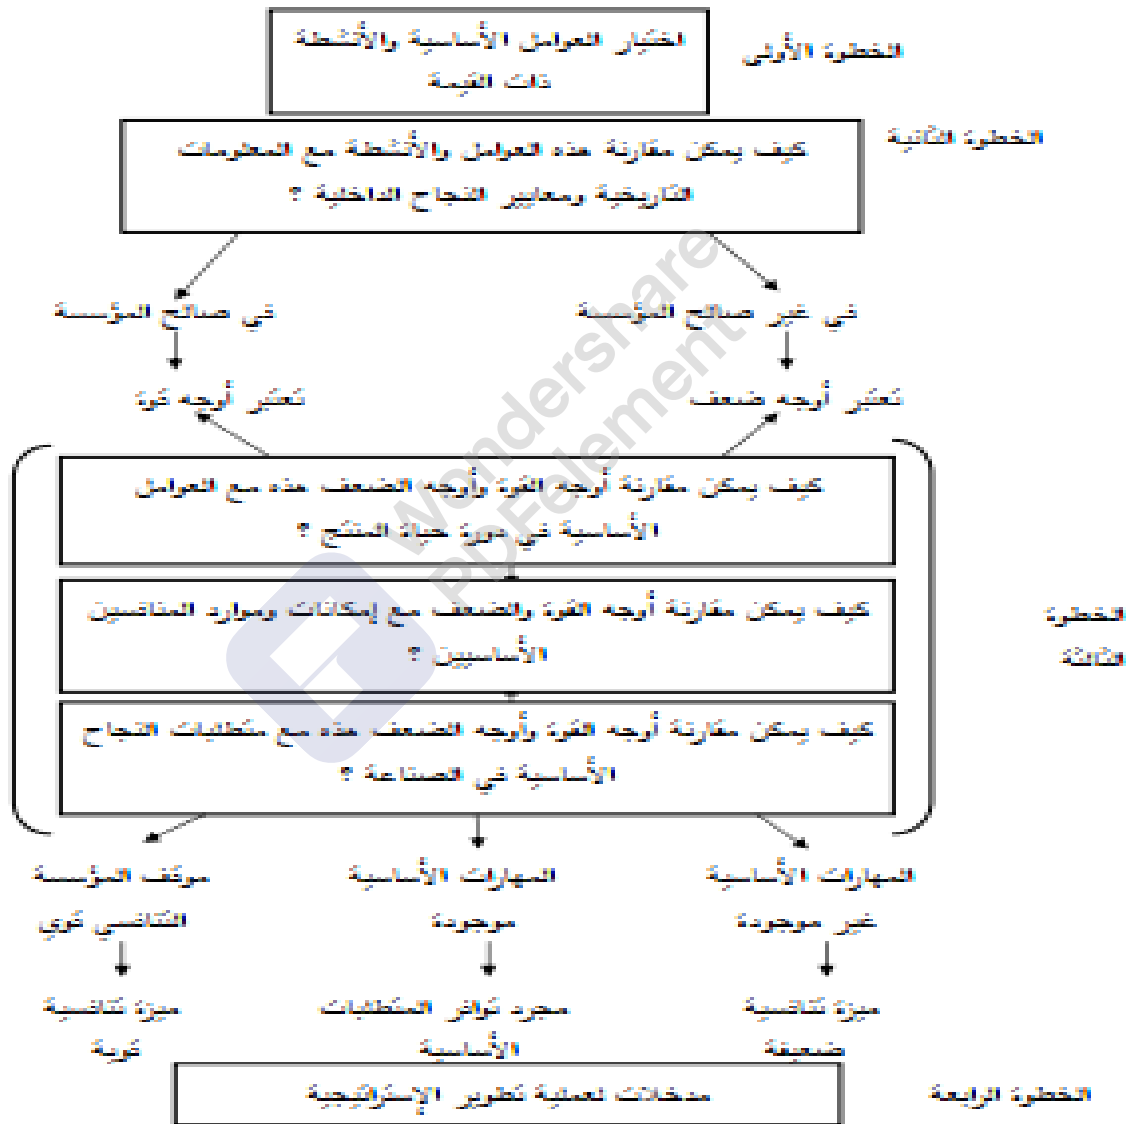 الخطوة الأولى
اختيار العوامل الأساسية والأنشطة
ذات القيمة
الخطوة الثانية
كيف يمكن مقارنة هذه العوامل والأنشطة مع المعلومات
التاريخية ومعايير النجاح الداخلية ؟
في غير صالح المؤسسة
في صالح المؤسسة
تعتبر أوجه ضعف
تعتبر أوجه قوة
كيف يمكن مقارنة أوجه القوة وأوجه الضعف هذه مع العوامل
الأساسية في دورة حياة المنتج ؟
الخطوة
الثالثة
كيف يمكن مقارنة أوجه القوة والضعف مع إمكانات وموارد المنافسين
الأساسيين ؟
كيف يمكن مقارنة أوجه القوة وأوجه الضعف هذه مع متطلبات النجاح
الأساسية في الصناعة ؟
المهارات الأساسية
غير موجودة
المهارات الأساسية
موجودة
موقف المؤسسة
التنافسي قوي
ميزة تنافسية
ضعيفة
مجرد توافر المتطلبات
الأساسية
ميزة تنافسية
قوية
الخطوة الرابعة
مدخلات لعملية تطوير الإستراتيجية
Wondershare
PDFelement